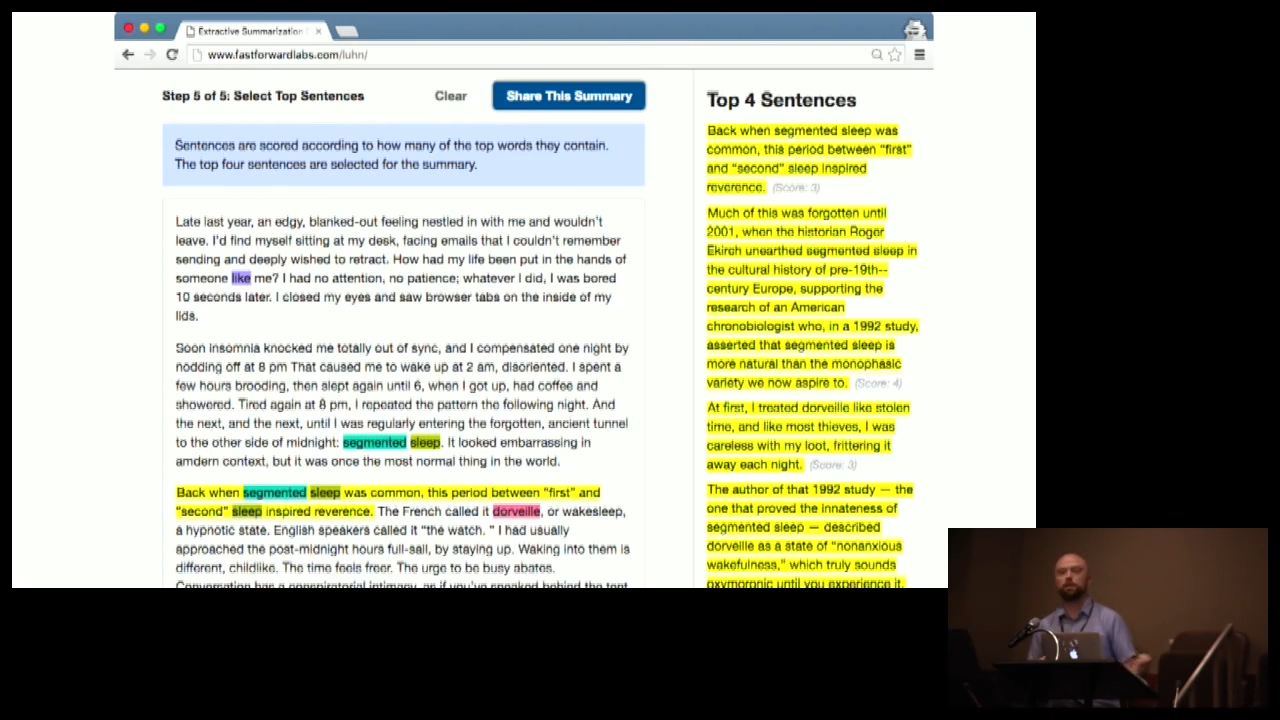 Extractive Summarization
www.fastforwardlabs.com/luhn/
Step 5 of 5: Select Top Sentences
Clear
Share This Summary
Sentences are scored according to how many of the top words they contain.
The top four sentences are selected for the summary.
Late last year, an edgy, blanked-out feeling nestled in with me and wouldn't
leave. I'd find myself sitting at my desk, facing emails that I couldn't remember
sending and deeply wished to retract. How had my life been put in the hands of
someone like me? I had no attention, no patience; whatever I did, I was bored
10 seconds later. I closed my eyes and saw browser tabs on the inside of my
lids.
Soon insomnia knocked me totally out of sync, and I compensated one night by
nodding off at 8 pm That caused me to wake up at 2 am, disoriented. I spent a
few hours brooding, then slept again until 6, when I got up, had coffee and
showered. Tired again at 8 pm, I repeated the pattern the following night. And
the next, and the next, until I was regularly entering the forgotten, ancient tunnel
to the other side of midnight: segmented sleep. It looked embarrassing in
amdern context, but it was once the most normal thing in the world.
Back when segmented sleep was common, this period between "first" and
"second" sleep inspired reverence. The French called it dorveille, or wakesleep,
a hypnotic state. English speakers called it "the watch. " I had usually
approached the post-midnight hours full-sail, by staying up. Waking into them is
different, childlike. The time feels freer. The urge to be busy abates.
Conversation has a conspiratorial intimacy, as if you've sneaked behind the tent
Top 4 Sentences
Back when segmented sleep was
common, this period between "first"
and "second" sleep inspired
reverence. (Score: 3)
Much of this was forgotten until
2001, when the historian Roger
Ekirch unearthed segmented sleep in
the cultural history of pre-19th--
century Europe, supporting the
research of an American
chronobiologist who, in a 1992 study,
asserted that segmented sleep is
more natural than the monophasic
variety we now aspire to. (Score: 4)
At first, I treated dorveille like stolen
time, and like most thieves, I was
careless with my loot, frittering it
away each night. (Score: 3)
The author of that 1992 study — the
one that proved the innateness of
segmented sleep — described
dorveille as a state of "nonanxious
wakefulness," which truly sounds
oxymoronic until you experience it.